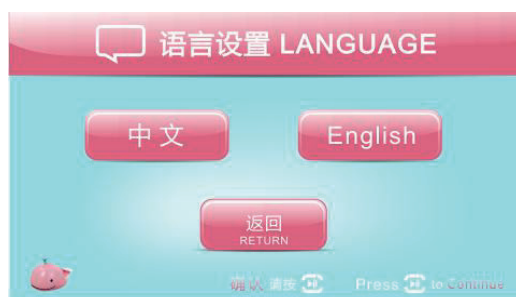 语言设置 LANGUAGE
中文 English
返回
RETURN
确认 请按 Press to Continue